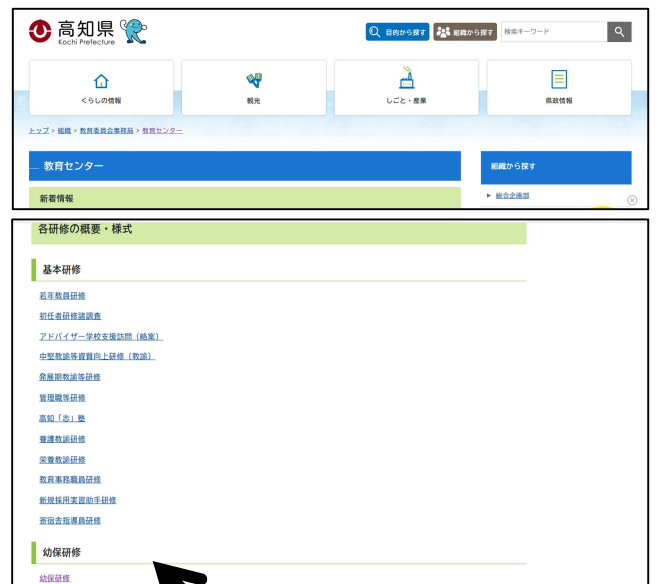 高知県
Kochi Prefecture
目的から探す 組織から探す 検索キーワード
くらしの情報 観光 しごと・産業 県政情報
トップ > 組織 > 教育委員会事務局 > 教育センター
教育センター
組織から探す
新着情報
総合企画部
各研修の概要・様式
基本研修
若年教員研修
初任者研修諸調査
アドバイザー学校支援訪問（略案）
中堅教諭等資質向上研修（教諭）
発展期教諭等研修
管理職等研修
高知「志」塾
養護教諭研修
栄養教諭研修
教育事務職員研修
新規採用実習助手研修
寄宿舎指導員研修
幼保研修
幼保研修